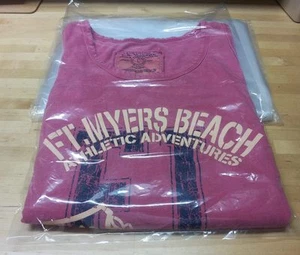 FT. MYERS BEACH
ATHLETIC ADVENTURES